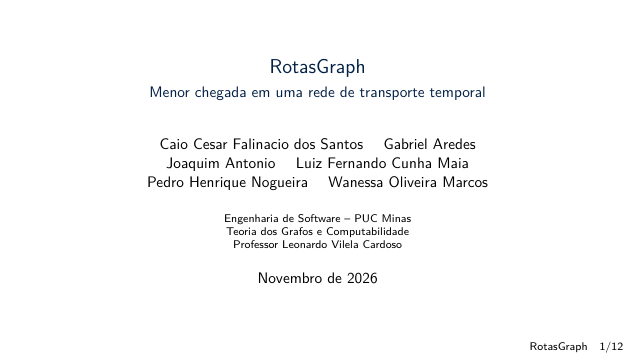 RotasGraph
Menor chegada em uma rede de transporte temporal
Caio Cesar Falinacio dos Santos Gabriel Aredes
Joaquim Antonio Luiz Fernando Cunha Maia
Pedro Henrique Nogueira Wanessa Oliveira Marcos
Engenharia de Software – PUC Minas
Teoria dos Grafos e Computabilidade
Professor Leonardo Vilela Cardoso
Novembro de 2026
RotasGraph 1/12